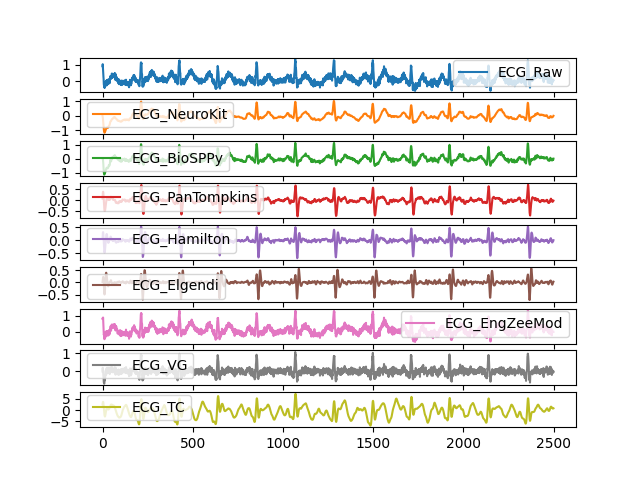 1
0
ECG_Raw
1
0
−1
ECG_NeuroKit
1
0
−1
ECG_BioSPPy
0.5
0.0
−0.5
ECG_PanTompkins
0.5
0.0
−0.5
ECG_Hamilton
0.5
0.0
−0.5
ECG_Elgendi
1
0
ECG_EngZeeMod
1
0
ECG_VG
5
0
−5
ECG_TC
0 500 1000 1500 2000 2500